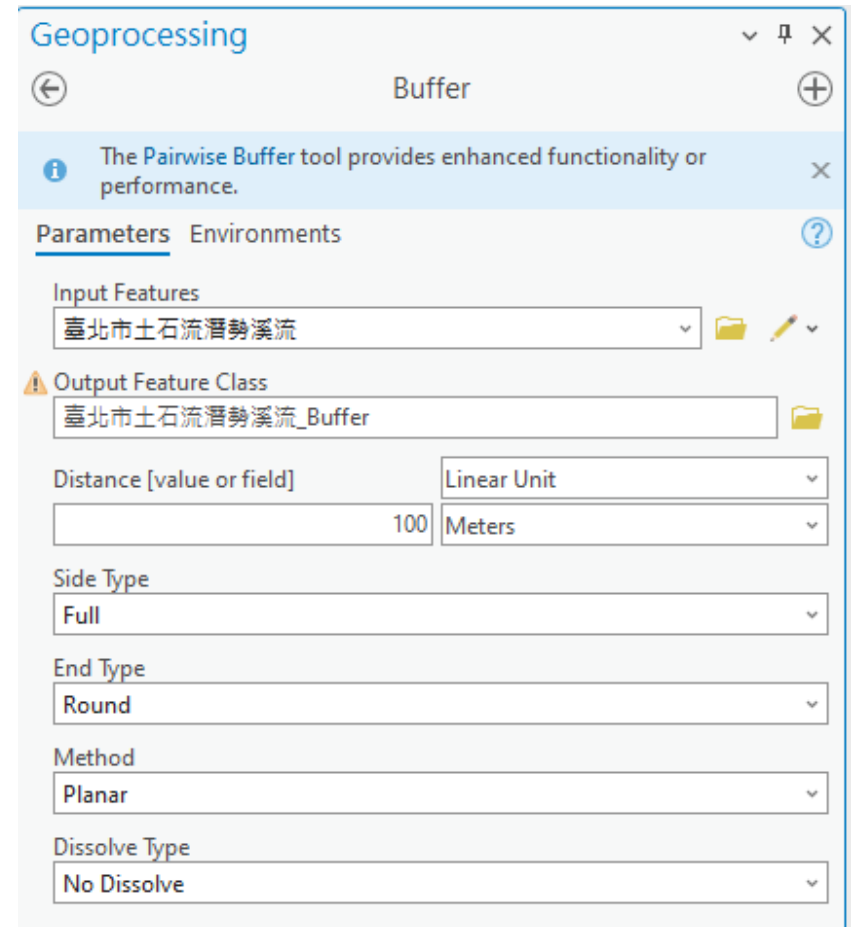 Geoprocessing
Buffer
The Pairwise Buffer tool provides enhanced functionality or
performance.
Parameters Environments
Input Features
臺北市土石流潛勢溪流
Output Feature Class
臺北市土石流潛勢溪流_Buffer
Distance [value or field] Linear Unit
100 Meters
Side Type
Full
End Type
Round
Method
Planar
Dissolve Type
No Dissolve